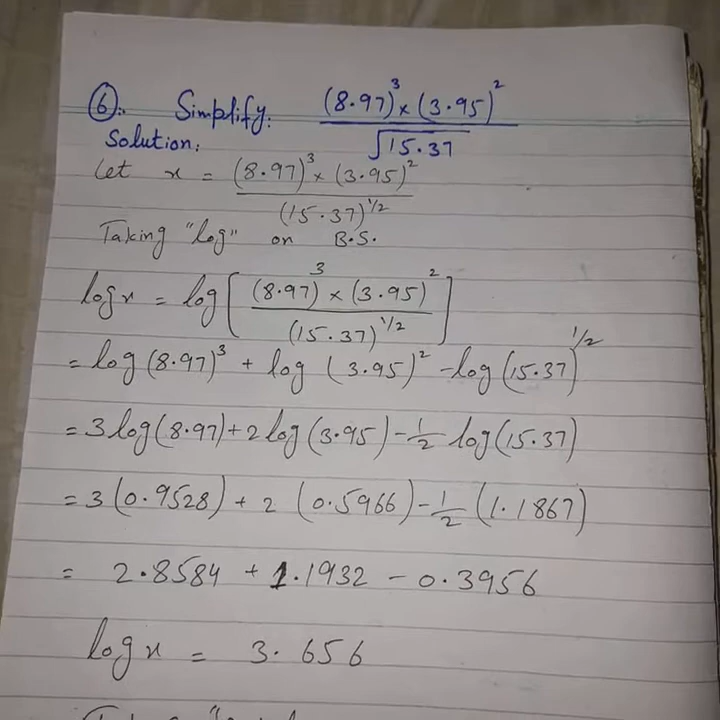 ⑥:. Simplify: (8.97)³ × (3.95)² / √15.37
Solution:
Let x = (8.97)³ × (3.95)² / (15.37)^1/2
Taking "log" on B.S.
log x = log [ (8.97)³ × (3.95)² / (15.37)^1/2 ]
= log (8.97)³ + log (3.95)² - log (15.37)^1/2
= 3 log (8.97) + 2 log (3.95) - 1/2 log (15.37)
= 3 (0.9528) + 2 (0.5966) - 1/2 (1.1867)
= 2.8584 + 1.1932 - 0.3956
log x = 3.656